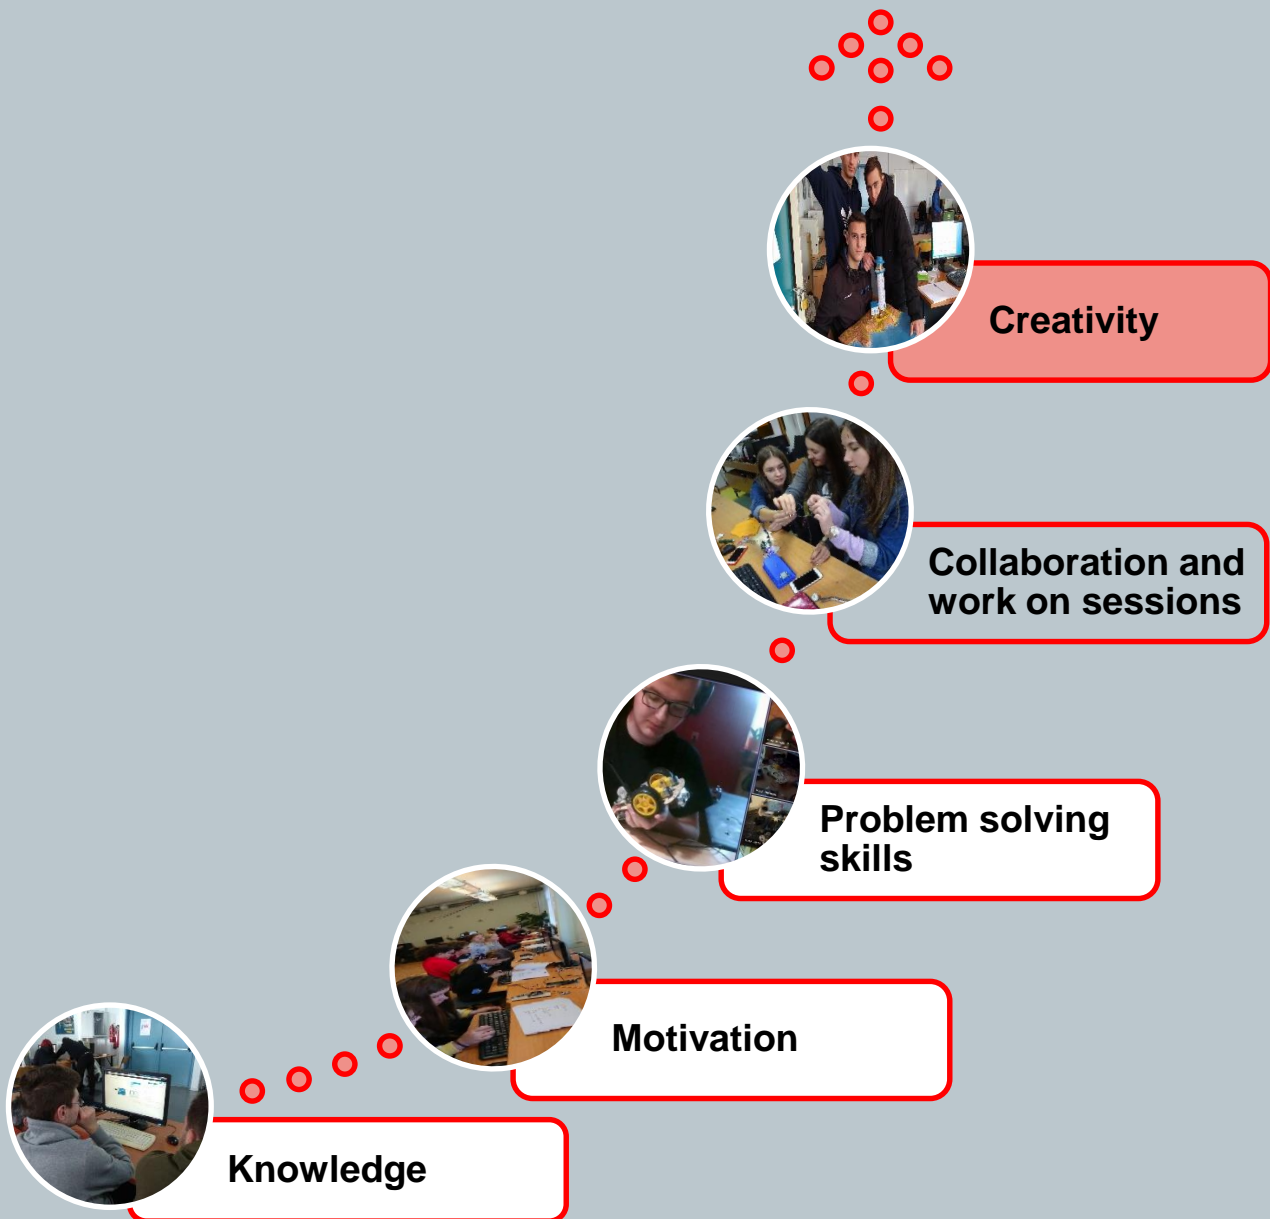 Creativity
Collaboration and
work on sessions
Problem solving
skills
Motivation
Knowledge